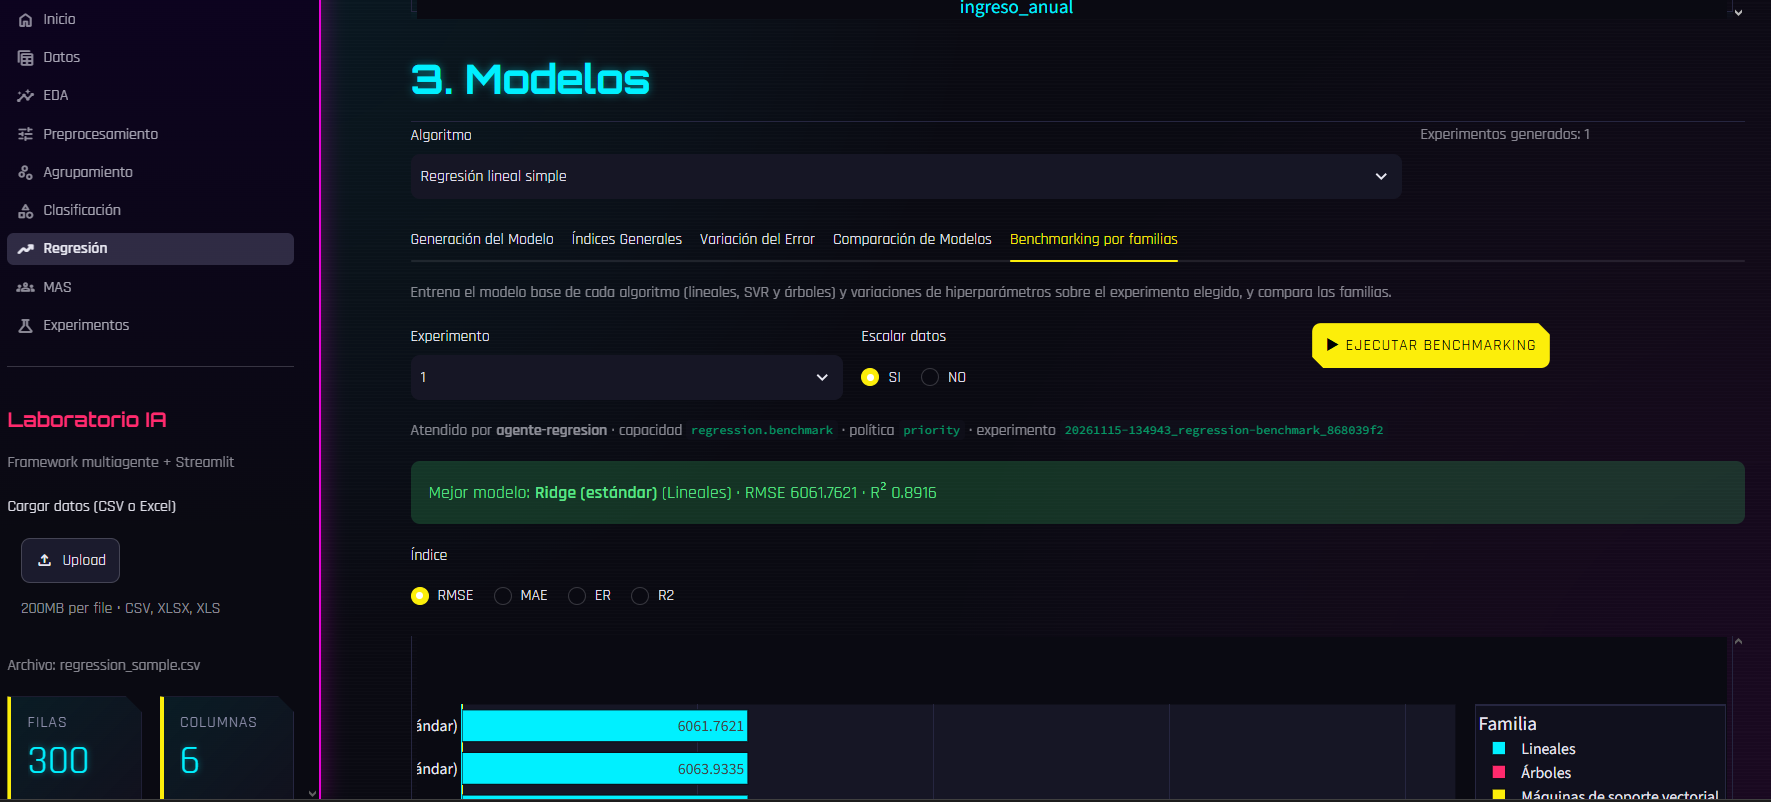 Inicio
Datos
EDA
Preprocesamiento
Agrupamiento
Clasificación
Regresión
MAS
Experimentos
Laboratorio IA
Framework multiagente + Streamlit
Cargar datos (CSV o Excel)
Upload
200MB per file • CSV, XLSX, XLS
Archivo: regression_sample.csv
FILAS
300
COLUMNAS
6
ingreso_anual
3. Modelos
Algoritmo
Experimentos generados: 1
Regresión lineal simple
Generación del Modelo Índices Generales Variación del Error Comparación de Modelos Benchmarking por familias
Entrena el modelo base de cada algoritmo (lineales, SVR y árboles) y variaciones de hiperparámetros sobre el experimento elegido, y compara las familias.
Experimento
1
Escalar datos
SI NO
EJECUTAR BENCHMARKING
Atendido por agente-regresion · capacidad regression.benchmark · política priority · experimento 20261115-134943_regression-benchmark_868039f2
Mejor modelo: Ridge (estándar) (Lineales) · RMSE 6061.7621 · R² 0.8916
Índice
RMSE MAE ER R2
ándar) 6061.7621
ándar) 6063.9335
Familia
Lineales
Árboles
Máquinas de soporte vectorial